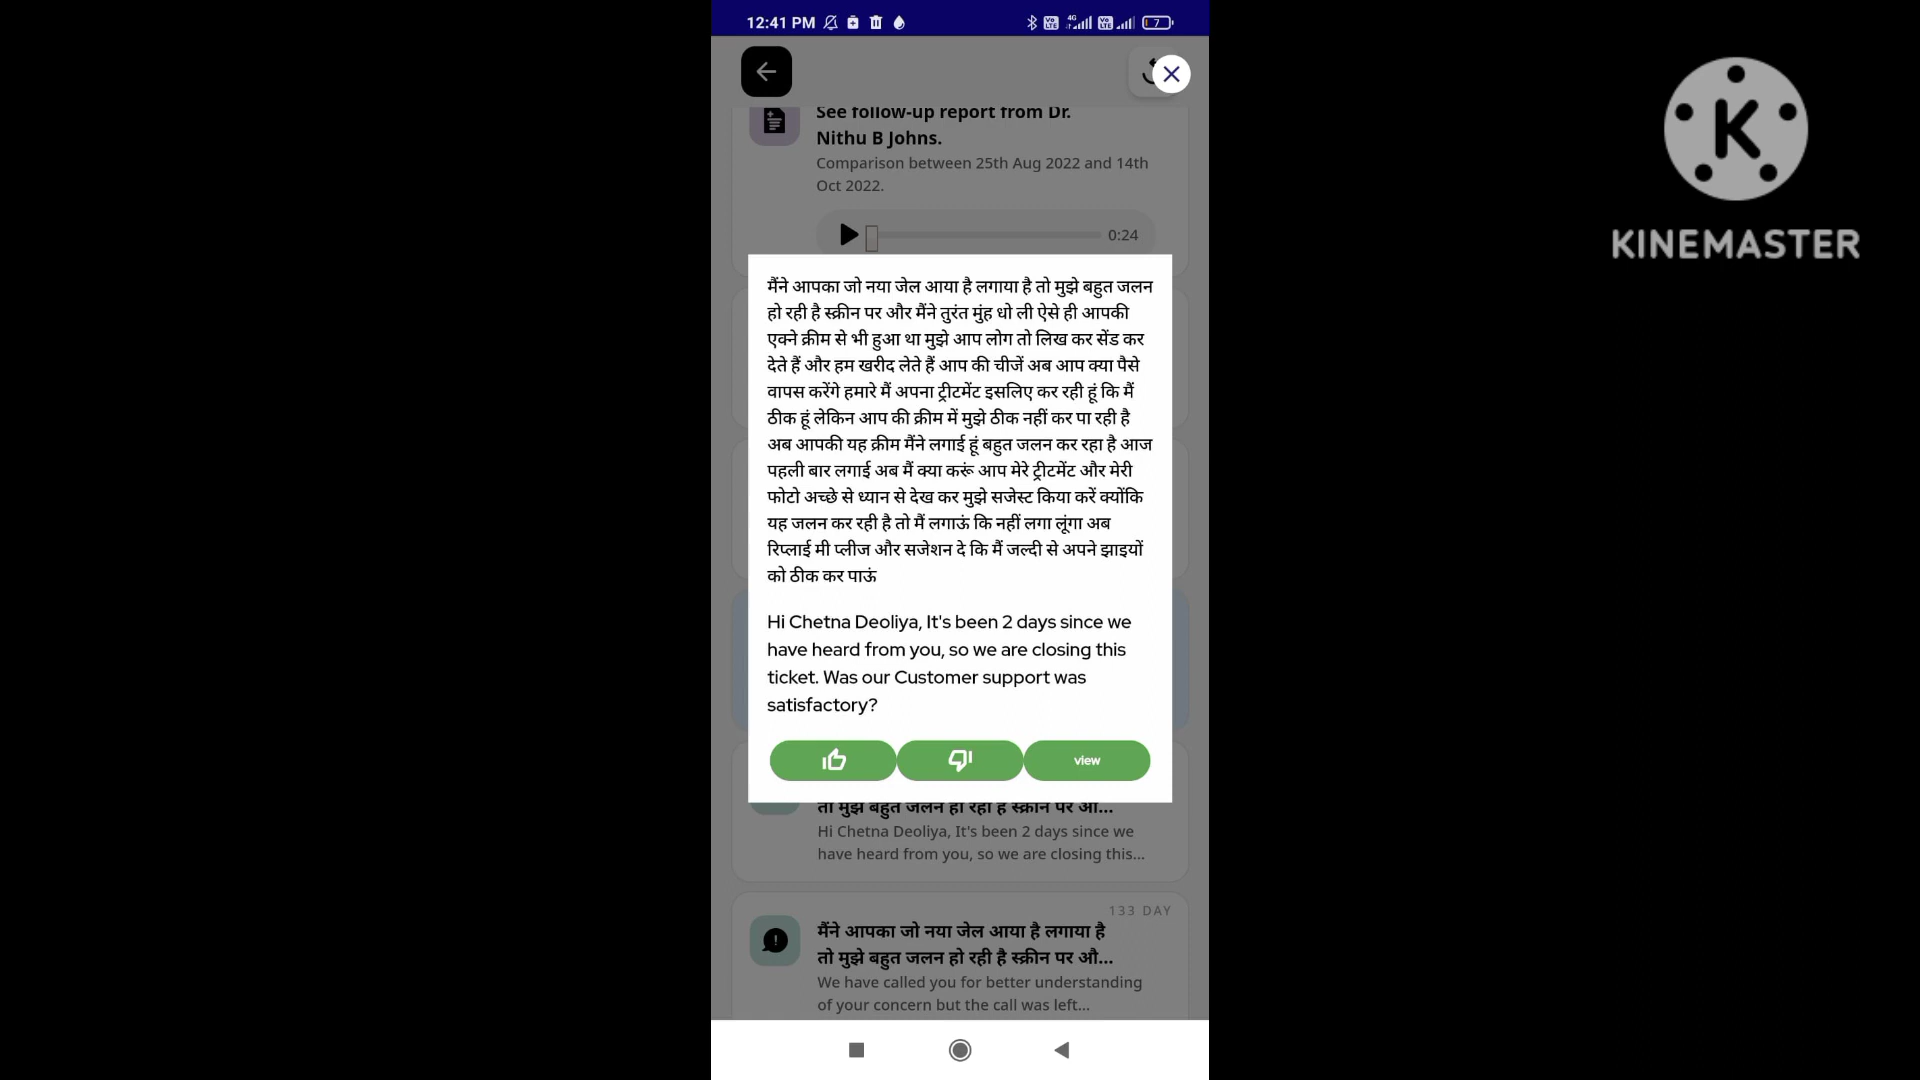 12:41 PM
4G
7
KINEMASTER
See follow-up report from Dr.
Nithu B Johns.
Comparison between 25th Aug 2022 and 14th
Oct 2022.
0:24
मैंने आपका जो नया जेल आया है लगाया है तो मुझे बहुत जलन
हो रही है स्क्रीन पर और मैंने तुरंत मुंह धो ली ऐसे ही आपकी
एक्ने क्रीम से भी हुआ था मुझे आप लोग तो लिख कर सेंड कर
देते हैं और हम खरीद लेते हैं आप की चीजें अब आप क्या पैसे
वापस करेंगे हमारे मैं अपना ट्रीटमेंट इसलिए कर रही हूं कि मैं
ठीक हूं लेकिन आप की क्रीम में मुझे ठीक नहीं कर पा रही है
अब आपकी यह क्रीम मैंने लगाई हूं बहुत जलन कर रहा है आज
पहली बार लगाई अब मैं क्या करूं आप मेरे ट्रीटमेंट और मेरी
फोटो अच्छे से ध्यान से देख कर मुझे सजेस्ट किया करें क्योंकि
यह जलन कर रही है तो मैं लगाऊं कि नहीं लगा लूंगा अब
रिप्लाई मी प्लीज और सजेशन दे कि मैं जल्दी से अपने झाइयों
को ठीक कर पाऊं
Hi Chetna Deoliya, It's been 2 days since we
have heard from you, so we are closing this
ticket. Was our Customer support was
satisfactory?
view
तो मुझे बहुत जलन हो रही है स्क्रीन पर औ...
Hi Chetna Deoliya, It's been 2 days since we
have heard from you, so we are closing this...
133 DAY
मैंने आपका जो नया जेल आया है लगाया है
तो मुझे बहुत जलन हो रही है स्क्रीन पर औ...
We have called you for better understanding
of your concern but the call was left...